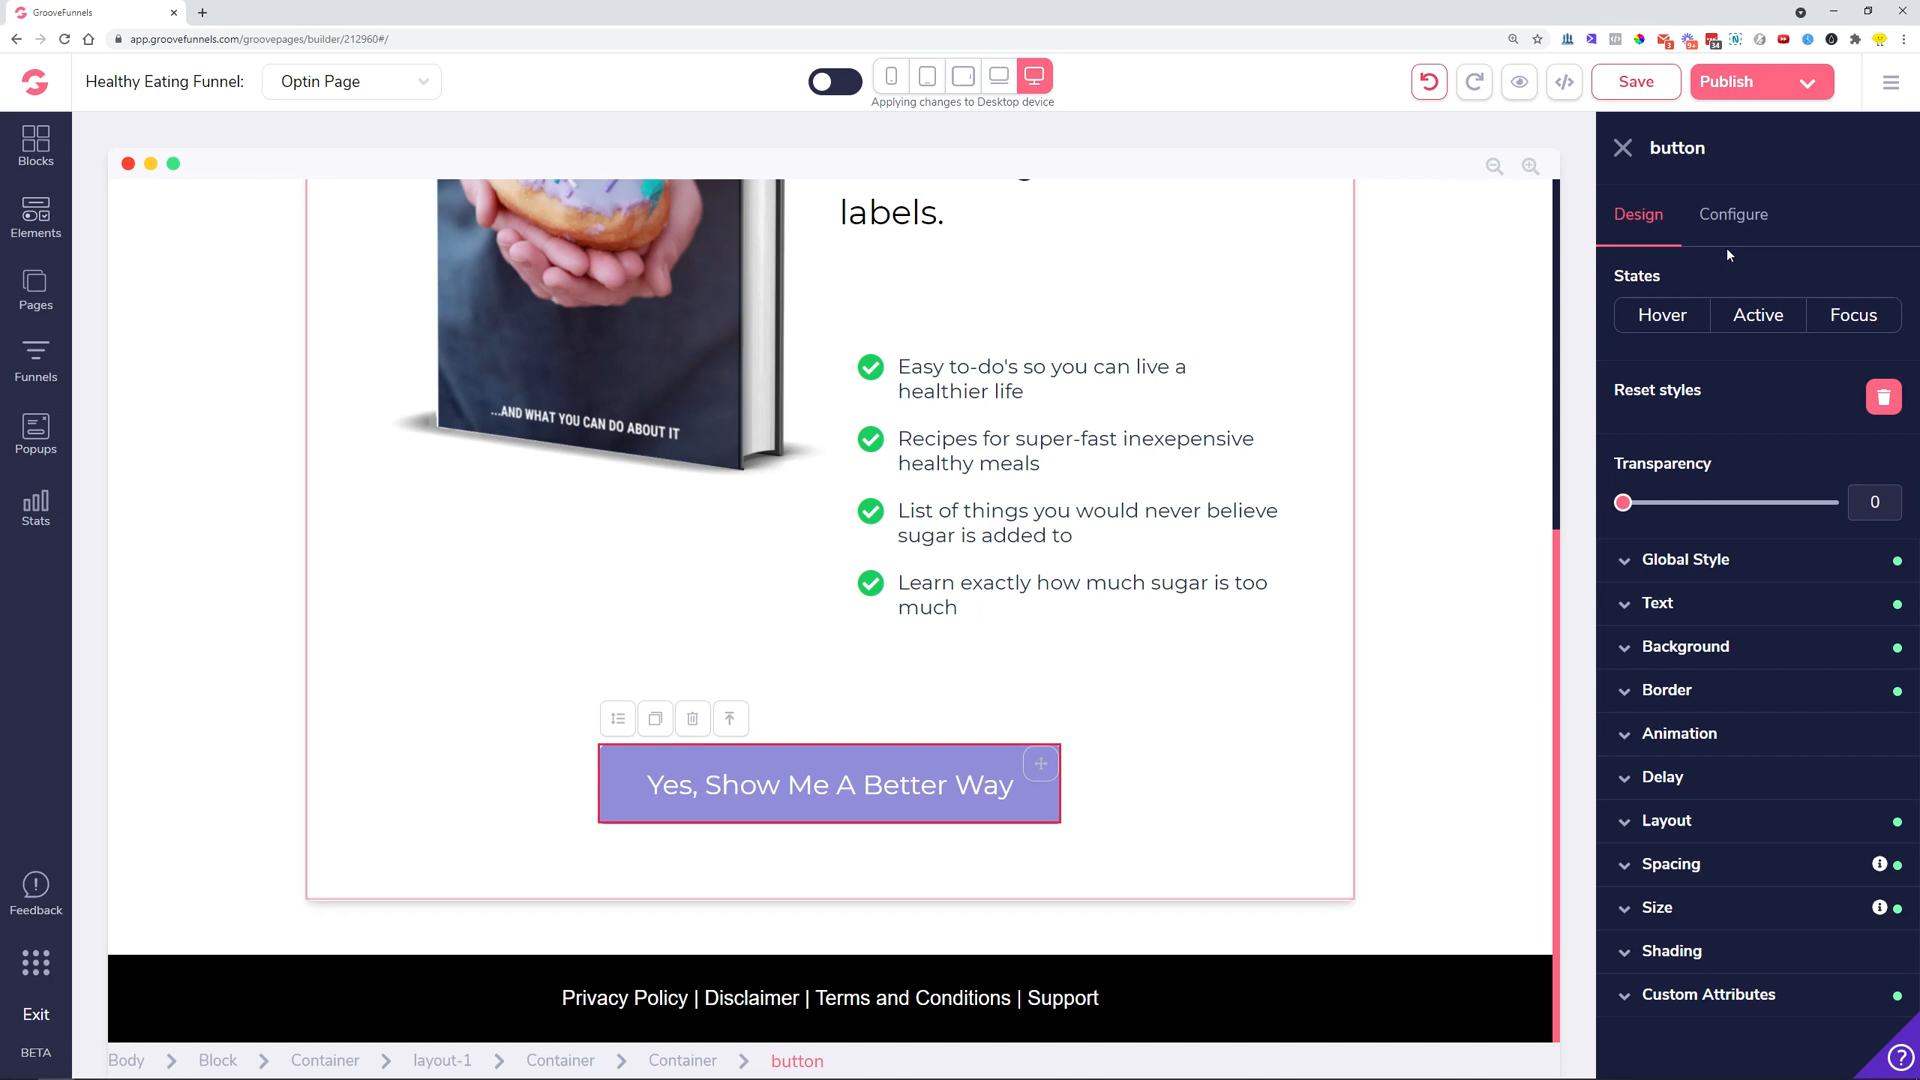 GrooveFunnels
app.groovefunnels.com/groovepages/builder/212960#/
3
9+
34
Healthy Eating Funnel:
Optin Page
Applying changes to Desktop device
Save
Publish
Blocks
Elements
Pages
Funnels
Popups
Stats
Feedback
Exit
BETA
labels.
...AND WHAT YOU CAN DO ABOUT IT
Easy to-do's so you can live a
healthier life
Recipes for super-fast inexepensive
healthy meals
List of things you would never believe
sugar is added to
Learn exactly how much sugar is too
much
Yes, Show Me A Better Way
Privacy Policy | Disclaimer | Terms and Conditions | Support
Body
Block
Container
layout-1
Container
Container
button
button
Design
Configure
States
Hover
Active
Focus
Reset styles
Transparency
0
Global Style
Text
Background
Border
Animation
Delay
Layout
Spacing
Size
Shading
Custom Attributes